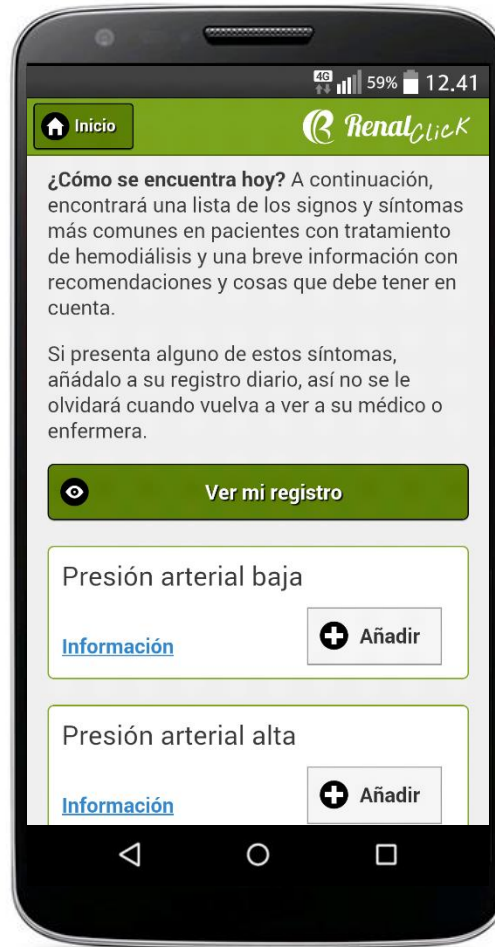 4G 59% 12.41
Inicio
Renalclick
¿Cómo se encuentra hoy? A continuación,
encontrará una lista de los signos y síntomas
más comunes en pacientes con tratamiento
de hemodiálisis y una breve información con
recomendaciones y cosas que debe tener en
cuenta.
Si presenta alguno de estos síntomas,
añádalo a su registro diario, así no se le
olvidará cuando vuelva a ver a su médico o
enfermera.
Ver mi registro
Presión arterial baja
Información
Añadir
Presión arterial alta
Información
Añadir